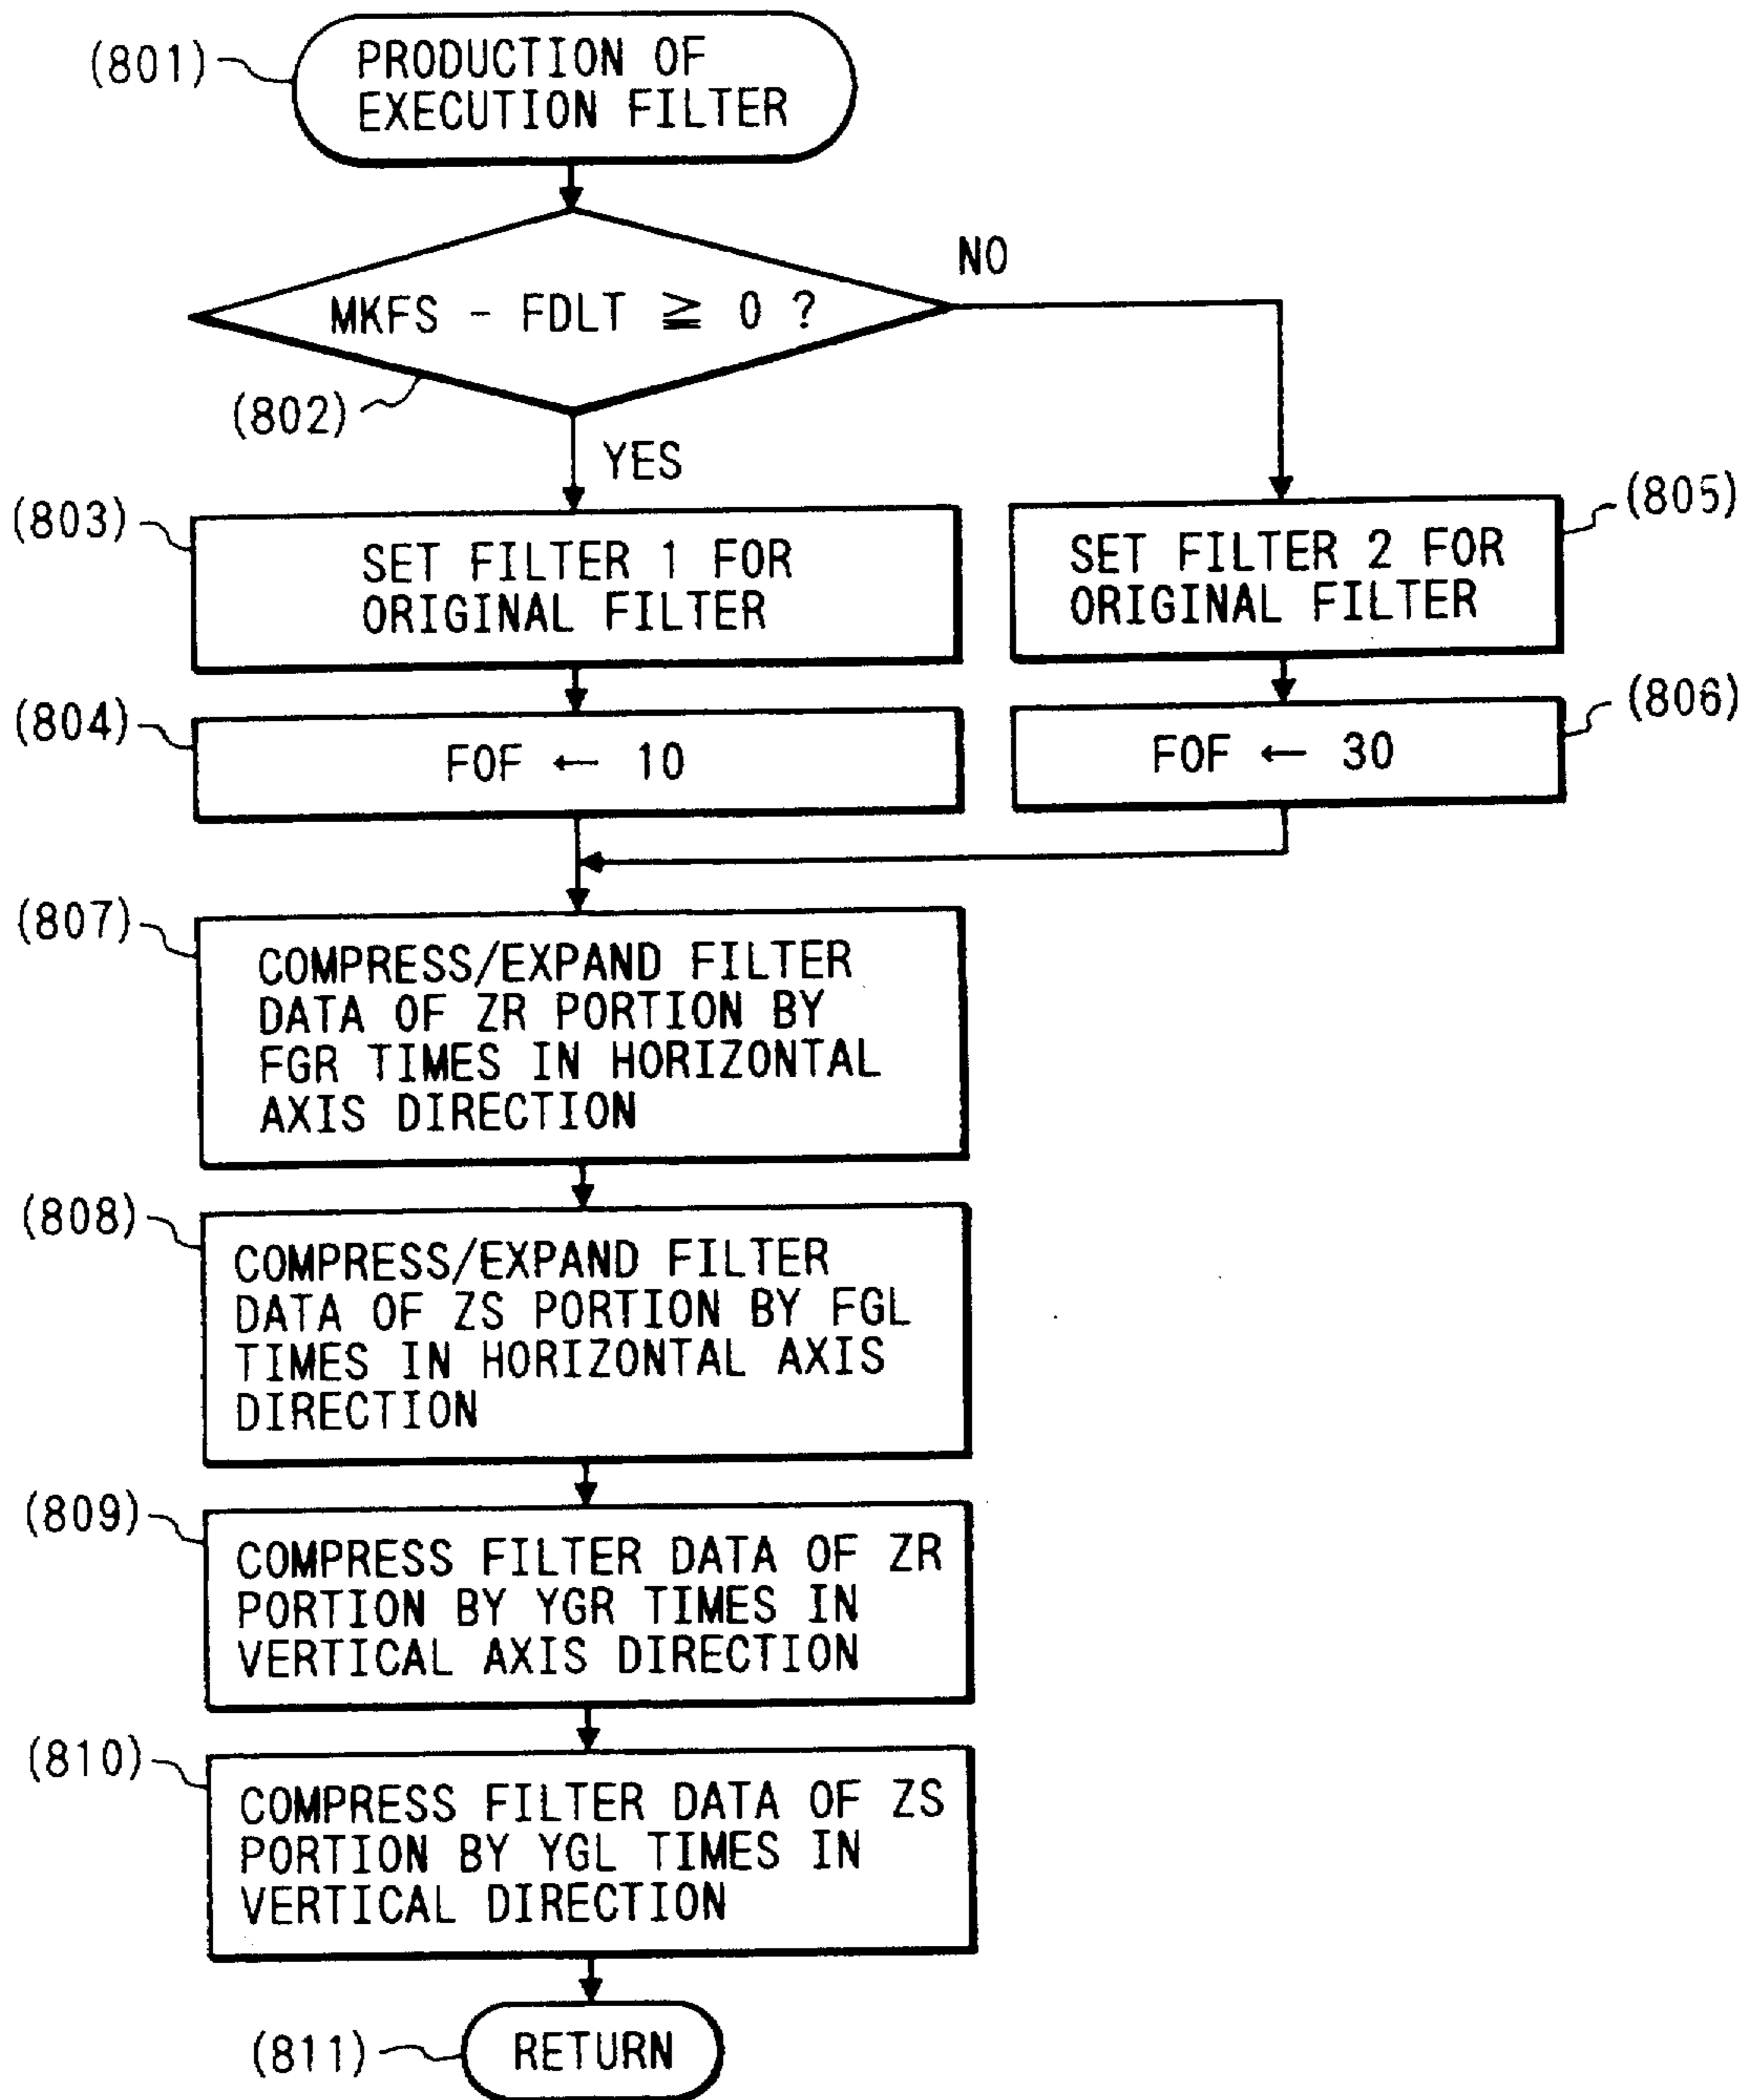 (801)
PRODUCTION OF
EXECUTION FILTER
MKFS - FDLT ≧ 0 ?
NO
(802)
YES
(803)
SET FILTER 1 FOR
ORIGINAL FILTER
(805)
SET FILTER 2 FOR
ORIGINAL FILTER
(804)
FOF ← 10
(806)
FOF ← 30
(807)
COMPRESS/EXPAND FILTER
DATA OF ZR PORTION BY
FGR TIMES IN HORIZONTAL
AXIS DIRECTION
(808)
COMPRESS/EXPAND FILTER
DATA OF ZS PORTION BY FGL
TIMES IN HORIZONTAL AXIS
DIRECTION
(809)
COMPRESS FILTER DATA OF ZR
PORTION BY YGR TIMES IN
VERTICAL AXIS DIRECTION
(810)
COMPRESS FILTER DATA OF ZS
PORTION BY YGL TIMES IN
VERTICAL DIRECTION
(811)
RETURN